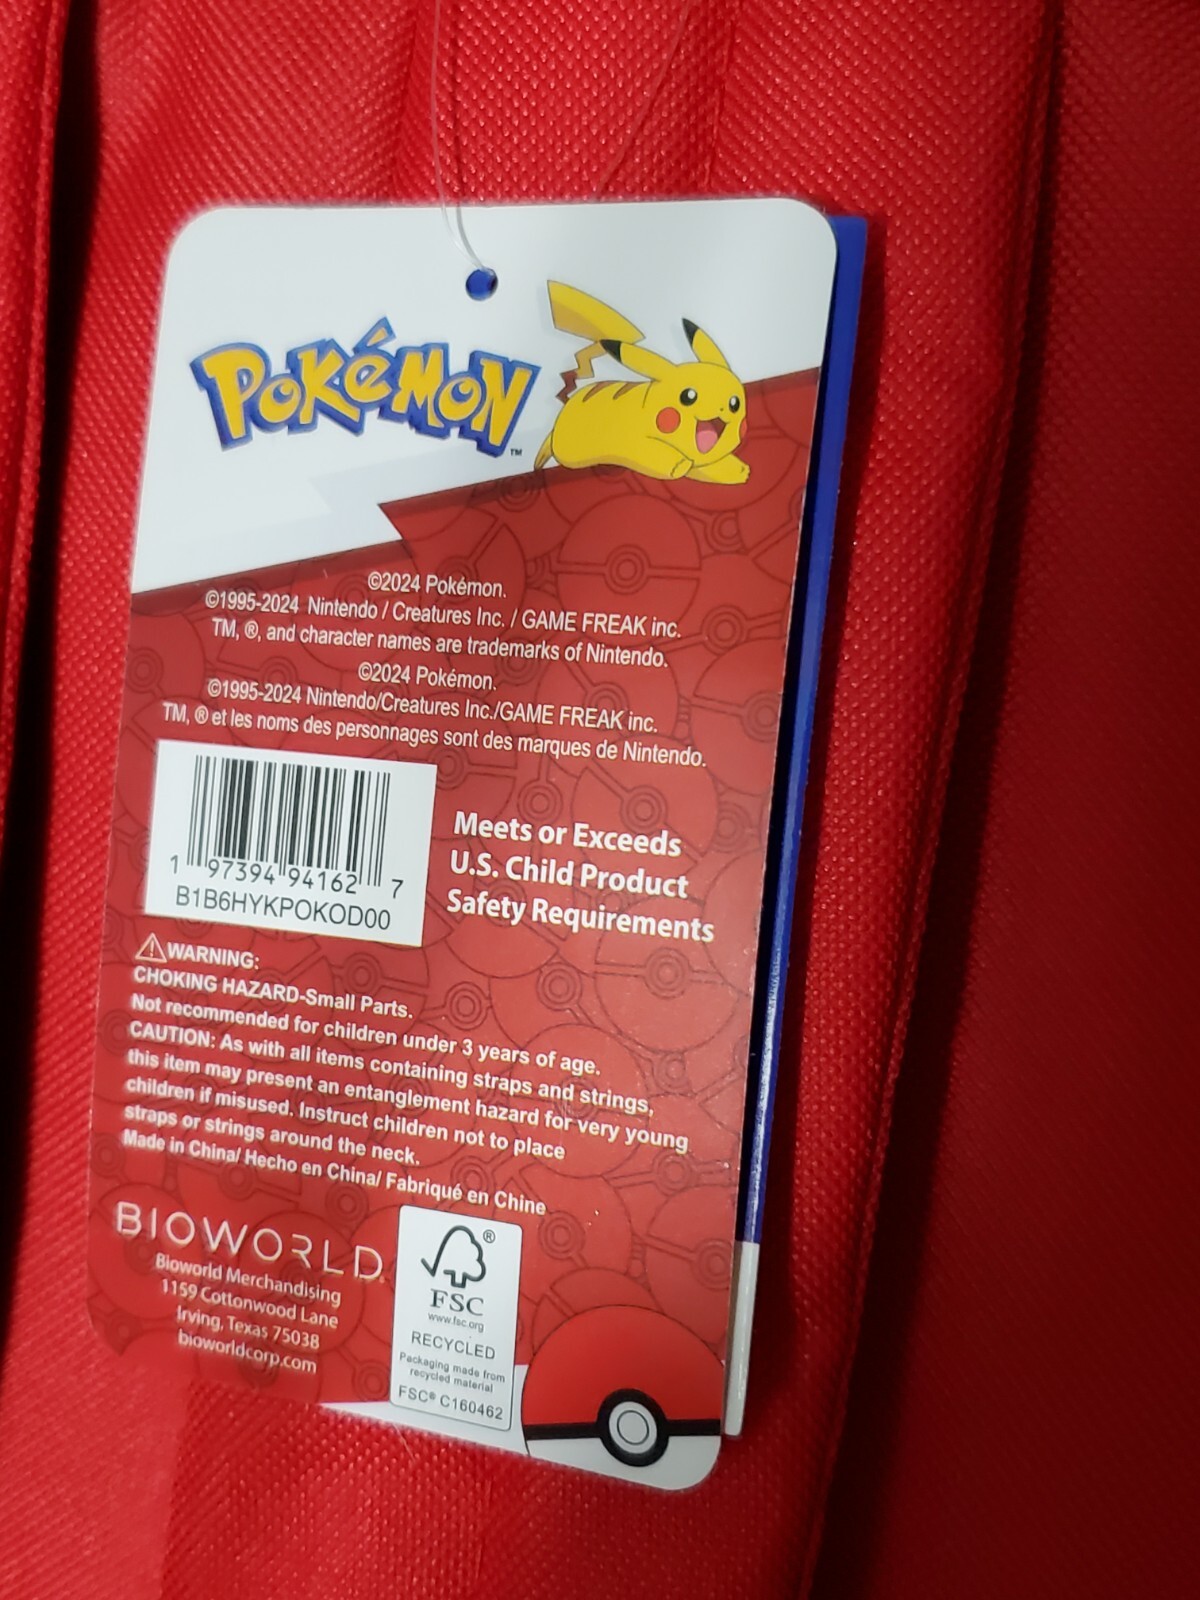 POKéMON
™
©2024 Pokémon.
©1995-2024 Nintendo / Creatures Inc. / GAME FREAK inc.
TM, ®, and character names are trademarks of Nintendo.
©2024 Pokémon.
©1995-2024 Nintendo/Creatures Inc./GAME FREAK inc.
TM, ® et les noms des personnages sont des marques de Nintendo.
1 97394 94162 7
B1B6HYKPOKOD00
Meets or Exceeds
U.S. Child Product
Safety Requirements
WARNING:
CHOKING HAZARD-Small Parts.
Not recommended for children under 3 years of age.
CAUTION: As with all items containing straps and strings,
this item may present an entanglement hazard for very young
children if misused. Instruct children not to place
straps or strings around the neck.
Made in China/ Hecho en China/ Fabriqué en Chine
BIOWORLD
Bioworld Merchandising
1159 Cottonwood Lane
Irving, Texas 75038
bioworldcorp.com
®
FSC
www.fsc.org
RECYCLED
Packaging made from
recycled material
FSC® C160462